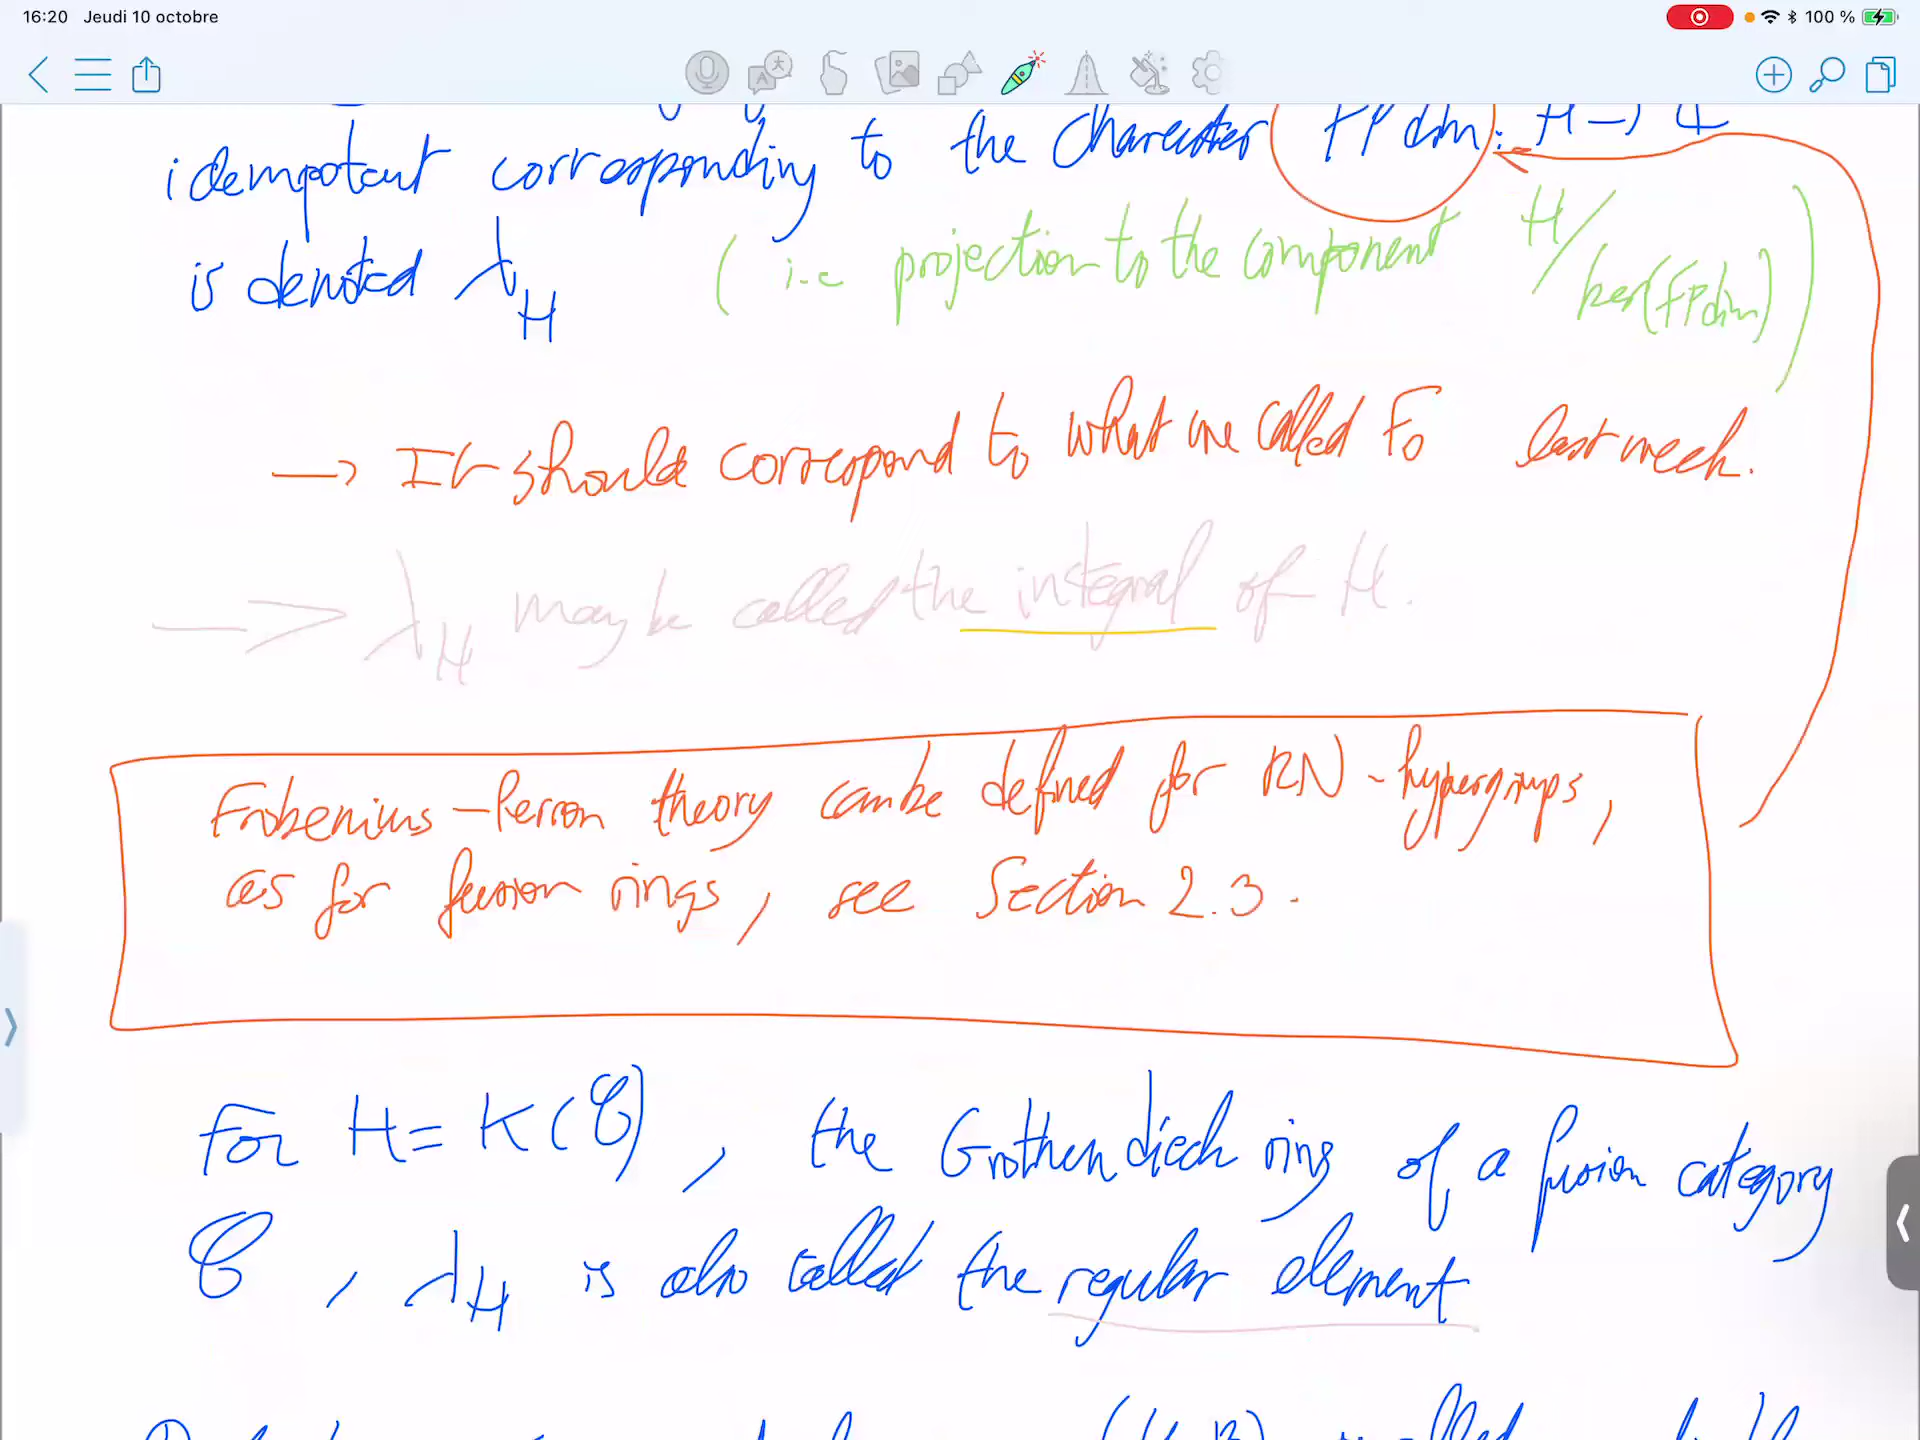 16:20 Jeudi 10 octobre 100 %
idempotent corresponding to the character FPdim: H → ℂ
is denoted λ_H (i.e projection to the component H/ker(FPdim))
→ It should correspond to what we called F0 last week.
→ λ_H may be called the integral of H.
Frobenius-Perron theory can be defined for RN-hypergroups,
as for fusion rings, see Section 2.3.
For H = K(𝒞), the Grothendieck ring of a fusion category
𝒞, λ_H is also called the regular element